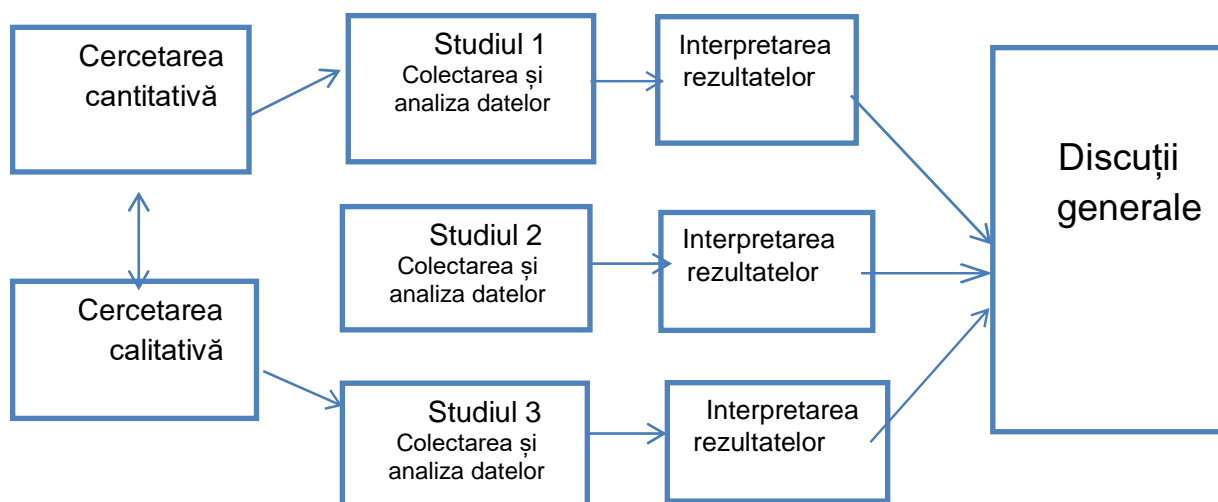 Cercetarea
cantitativă
Studiul 1
Colectarea și
analiza datelor
Interpretarea
rezultatelor
Discuții
generale
Studiul 2
Colectarea și
analiza datelor
Interpretarea
rezultatelor
Cercetarea
calitativă
Studiul 3
Colectarea și
analiza datelor
Interpretarea
rezultatelor